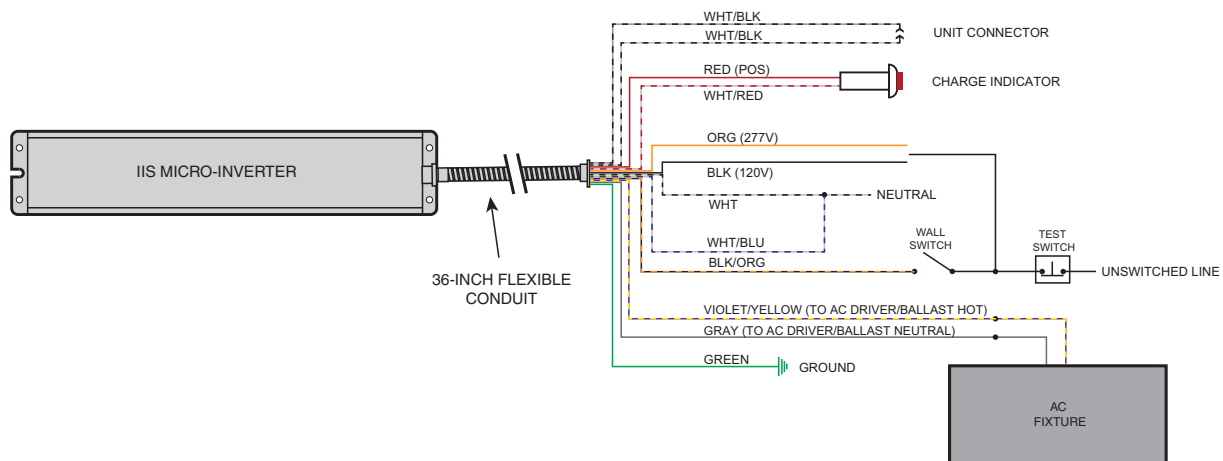 WHT/BLK
WHT/BLK
UNIT CONNECTOR
RED (POS)
CHARGE INDICATOR
WHT/RED
ORG (277V)
IIS MICRO-INVERTER
BLK (120V)
NEUTRAL
WHT
WALL
SWITCH
TEST
SWITCH
WHT/BLU
BLK/ORG
UNSWITCHED LINE
36-INCH FLEXIBLE
CONDUIT
VIOLET/YELLOW (TO AC DRIVER/BALLAST HOT)
GRAY (TO AC DRIVER/BALLAST NEUTRAL)
GREEN
GROUND
AC
FIXTURE